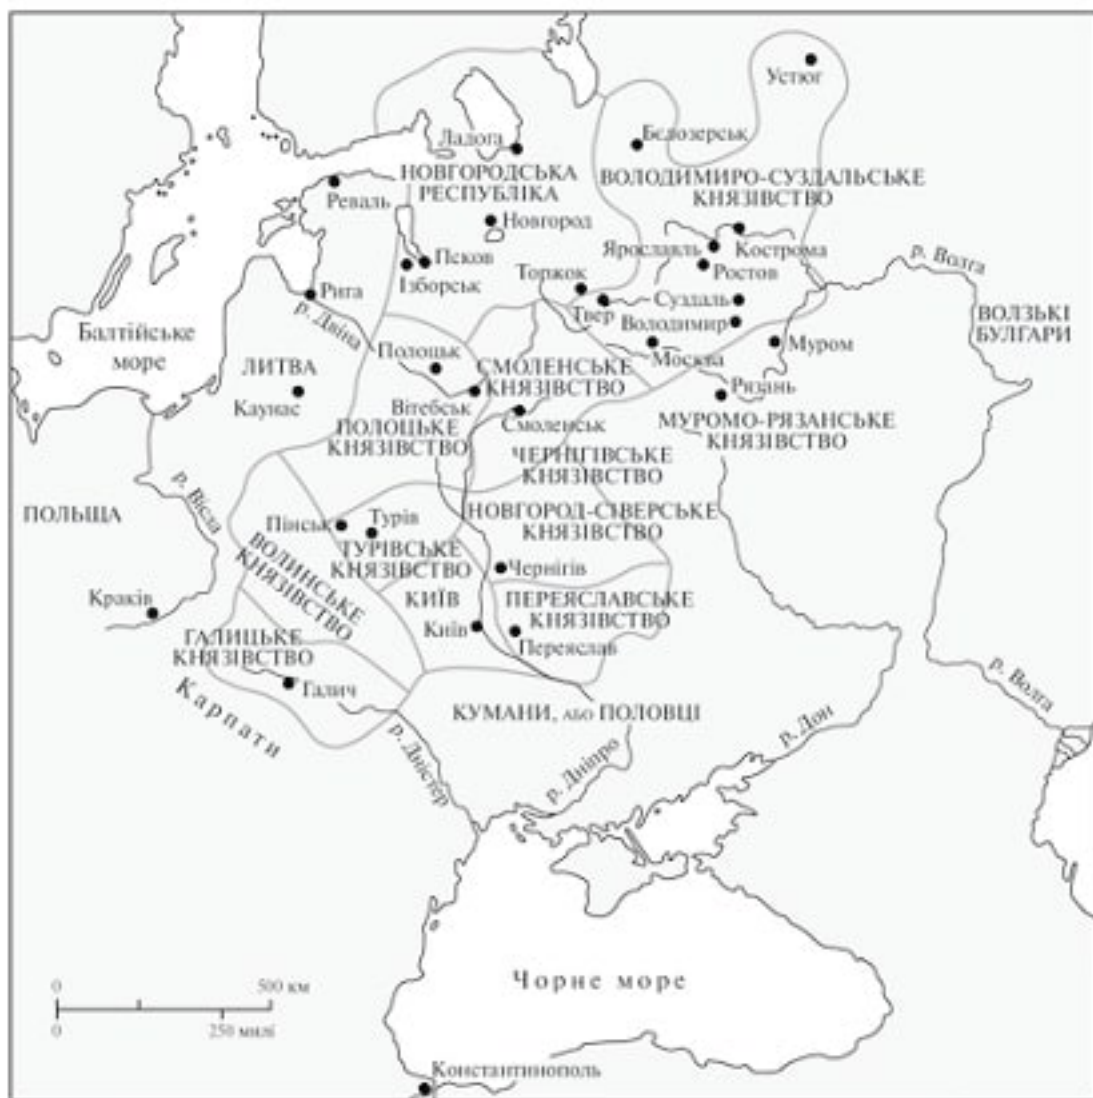 Устюг
Бєлозерськ
Ладога
НОВГОРОДСЬКА
РЕСПУБЛІКА
ВОЛОДИМИРО-СУЗДАЛЬСЬКЕ
КНЯЗІВСТВО
Реваль
Новгород
Ярославль
Кострома
Псков
Ізборськ
Ростов
р. Волга
Торжок
Твер
Суздаль
Рига
р. Двіна
Володимир
ВОЛЗЬКІ
БУЛГАРИ
Балтійське
море
Москва
Муром
Полоцьк
ЛИТВА
СМОЛЕНСЬКЕ
КНЯЗІВСТВО
Каунас
Вітебськ
Рязань
Смоленськ
ПОЛОЦЬКЕ
КНЯЗІВСТВО
МУРОМО-РЯЗАНСЬКЕ
КНЯЗІВСТВО
ЧЕРНІГІВСЬКЕ
КНЯЗІВСТВО
р. Вісла
ПОЛЬЩА
НОВГОРОД-СІВЕРСЬКЕ
КНЯЗІВСТВО
Пінськ
Турів
ТУРІВСЬКЕ
КНЯЗІВСТВО
ВОЛИНСЬКЕ
КНЯЗІВСТВО
Чернігів
Краків
КИЇВ
ПЕРЕЯСЛАВСЬКЕ
КНЯЗІВСТВО
Київ
Переяслав
ГАЛИЦЬКЕ
КНЯЗІВСТВО
Галич
Карпати
р. Волга
КУМАНИ, АБО ПОЛОВЦІ
р. Дон
р. Дністер
р. Дніпро
Чорне море
0 500 км
0 250 милі
Константинополь